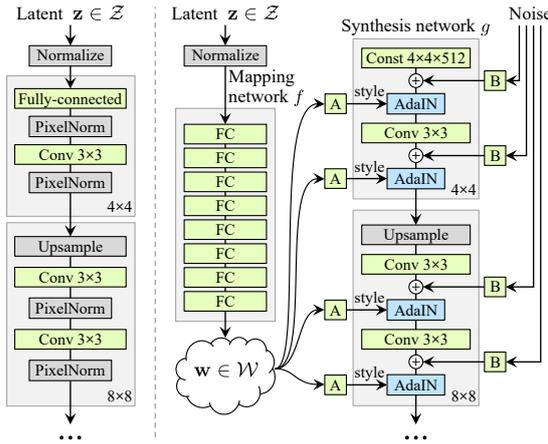 Latent z ∈ 𝒵
Normalize
Fully-connected
PixelNorm
Conv 3×3
PixelNorm
4×4
Upsample
Conv 3×3
PixelNorm
Conv 3×3
PixelNorm
8×8
...
Latent z ∈ 𝒵
Normalize
Mapping
network f
FC
FC
FC
FC
FC
FC
FC
FC
w ∈ 𝒲
Synthesis network g
Noise
Const 4×4×512
B
A
style
AdaIN
Conv 3×3
B
A
style
AdaIN
4×4
Upsample
Conv 3×3
B
A
style
AdaIN
Conv 3×3
B
A
style
AdaIN
8×8
...